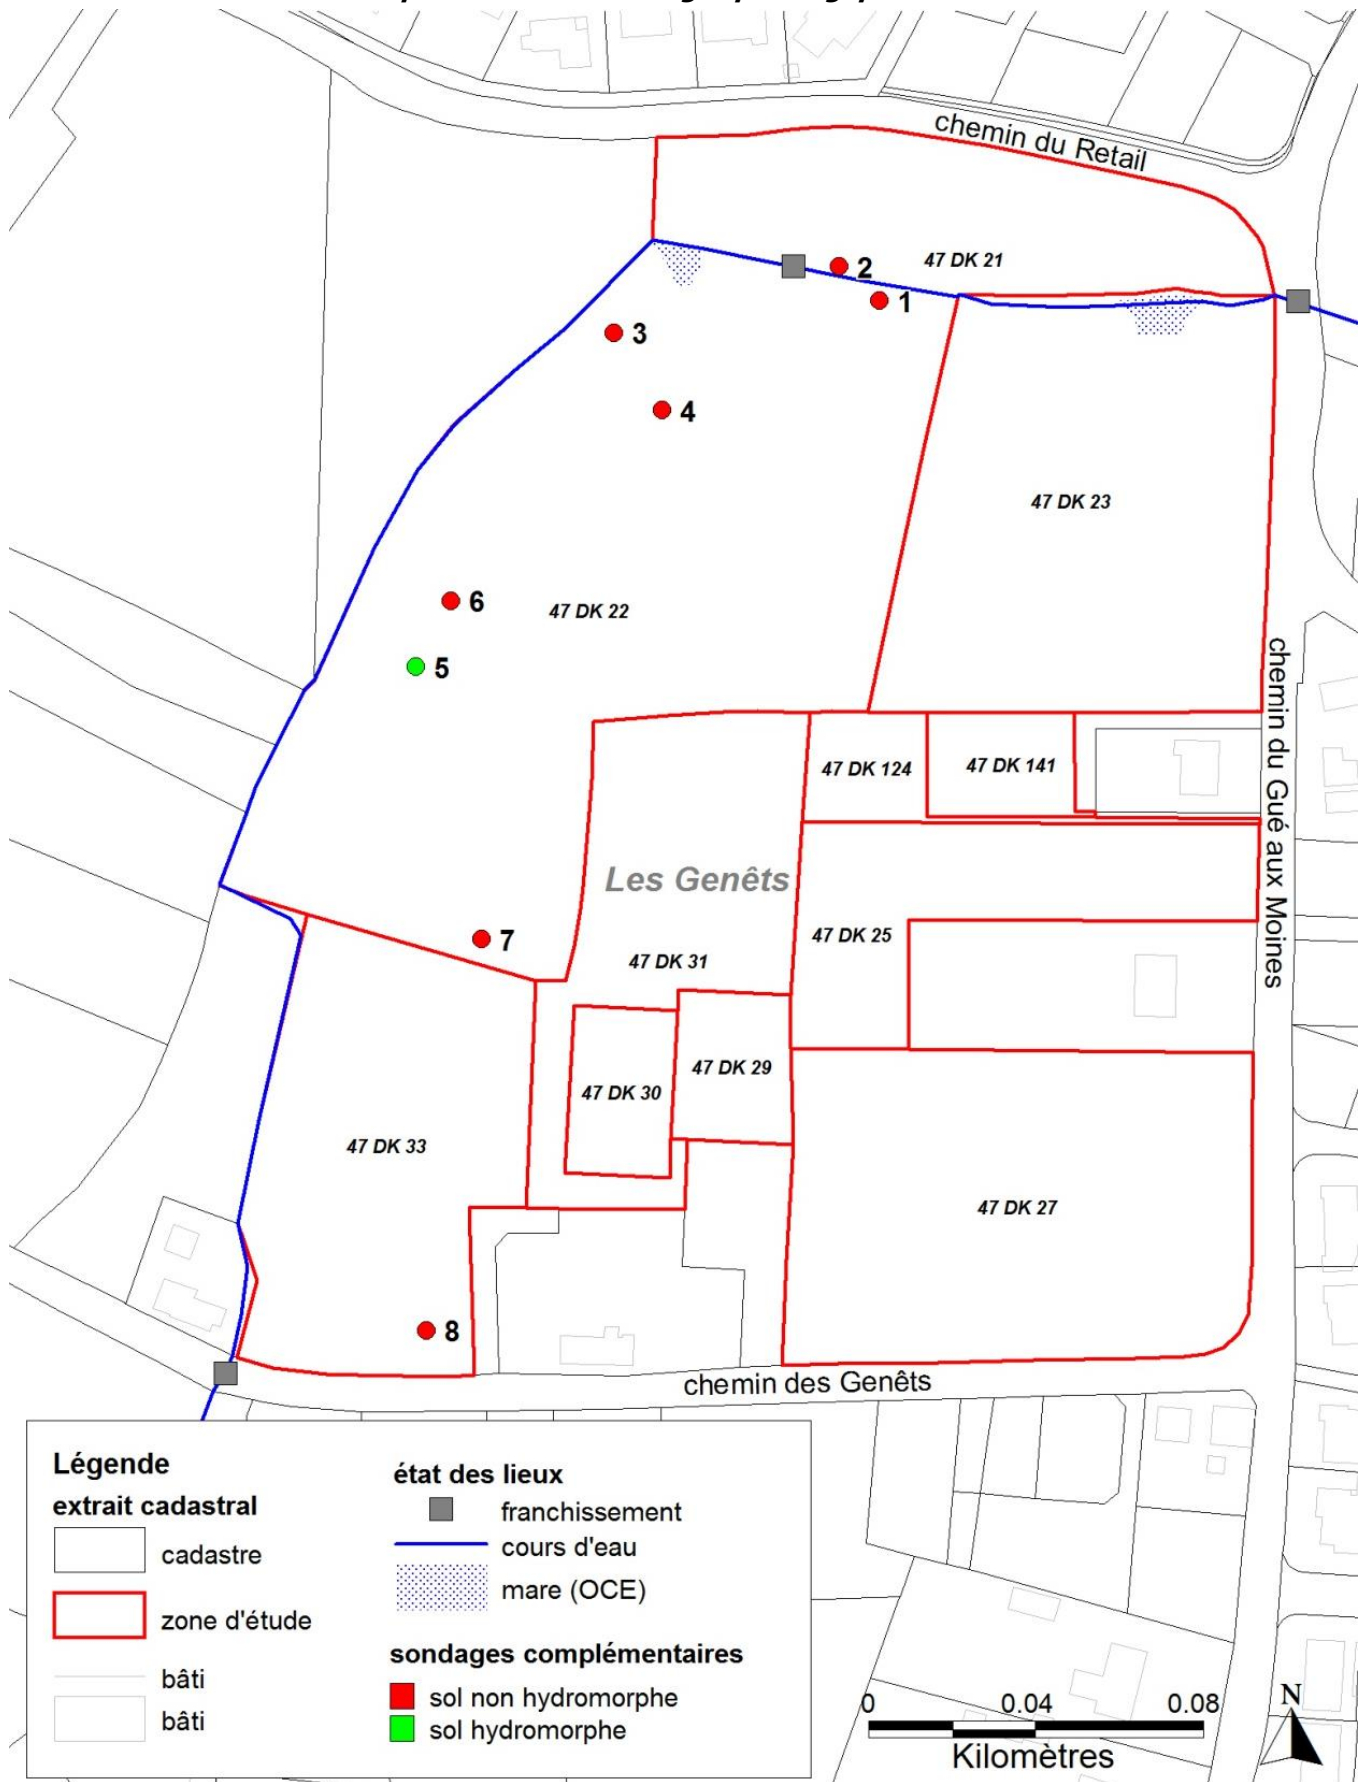 chemin du Retail
47 DK 21
2
1
3
4
47 DK 23
6
47 DK 22
5
chemin du Gué aux Moines
47 DK 124
47 DK 141
Les Genêts
47 DK 25
7
47 DK 31
47 DK 29
47 DK 30
47 DK 33
47 DK 27
8
chemin des Genêts
Légende
extrait cadastral
cadastre
zone d'étude
bâti
bâti
état des lieux
franchissement
cours d'eau
mare (OCE)
sondages complémentaires
sol non hydromorphe
sol hydromorphe
0 0.04 0.08
Kilomètres
N